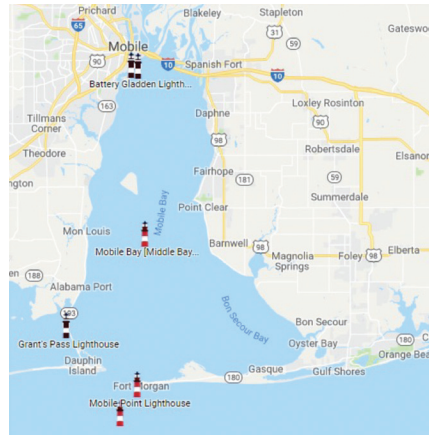 Prichard
Blakeley
Stapleton
65
31
59
Gateswo
90
Mobile
10
Spanish Fort
10
Battery Gladden Lighth...
Loxley Rosinton
163
Daphne
Tillmans
Corner
90
98
Robertsdale
Theodore
Elsanor
Fairhope
ngton
181
59
Summerdale
Mobile Bay
Point Clear
Mon Louis
Barnwell
98
Foley
98
Elberta
Mobile Bay [Middle Bay...
Magnolia
Springs
188
Alabama Port
Bon Secour Bay
193
Bon Secour
180
Grant's Pass Lighthouse
Oyster Bay
Orange Bea
Dauphin
Island
Gasque
Gulf Shores
Fort Morgan
180
Mobile Point Lighthouse